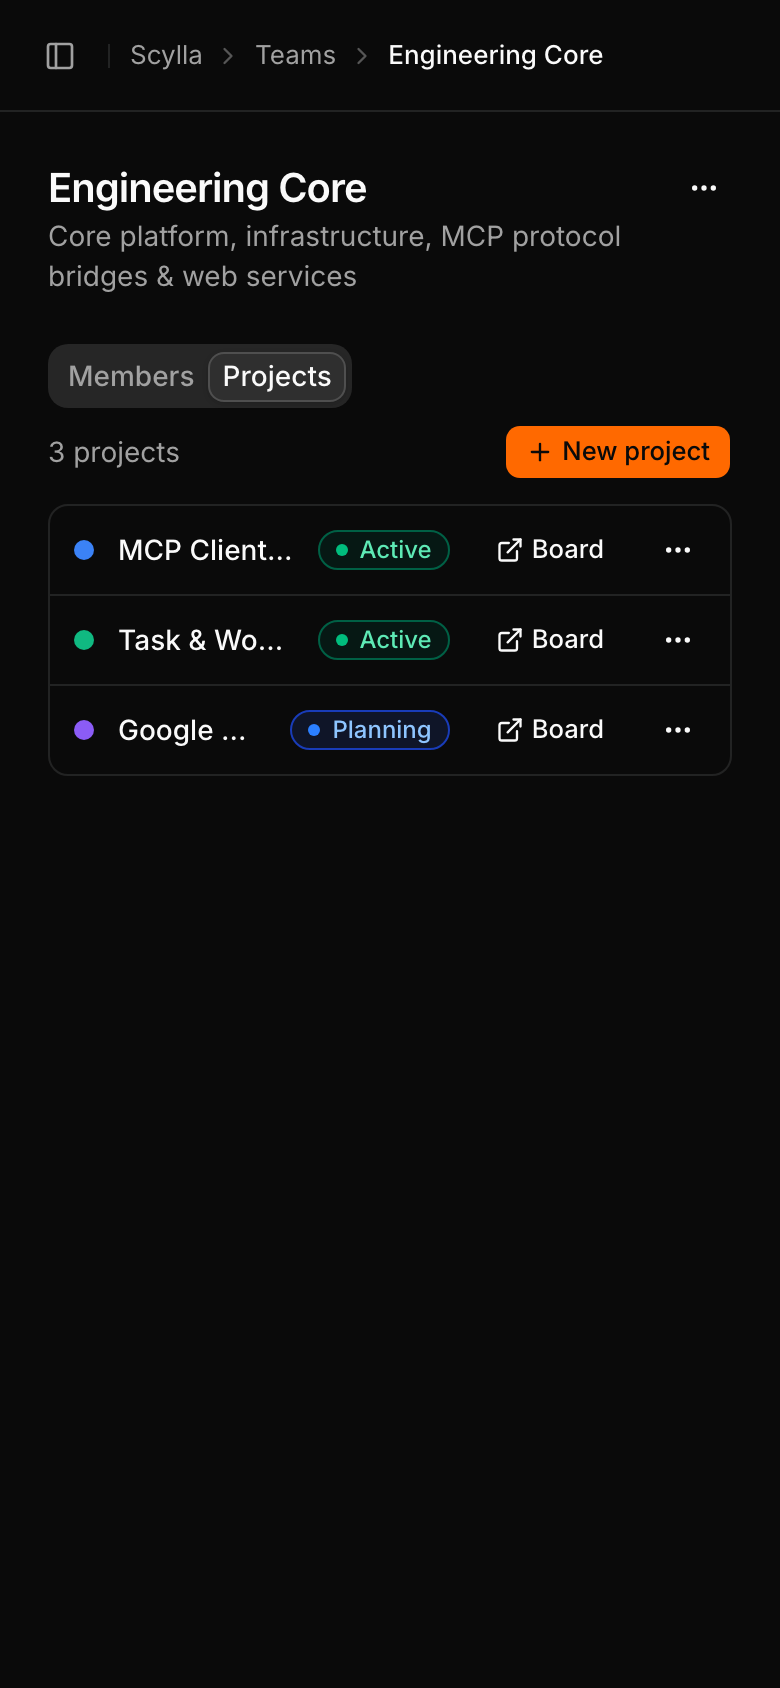 Scylla > Teams > Engineering Core
Engineering Core
Core platform, infrastructure, MCP protocol
bridges & web services
Members Projects
3 projects + New project
MCP Client... Active Board
Task & Wo... Active Board
Google ... Planning Board